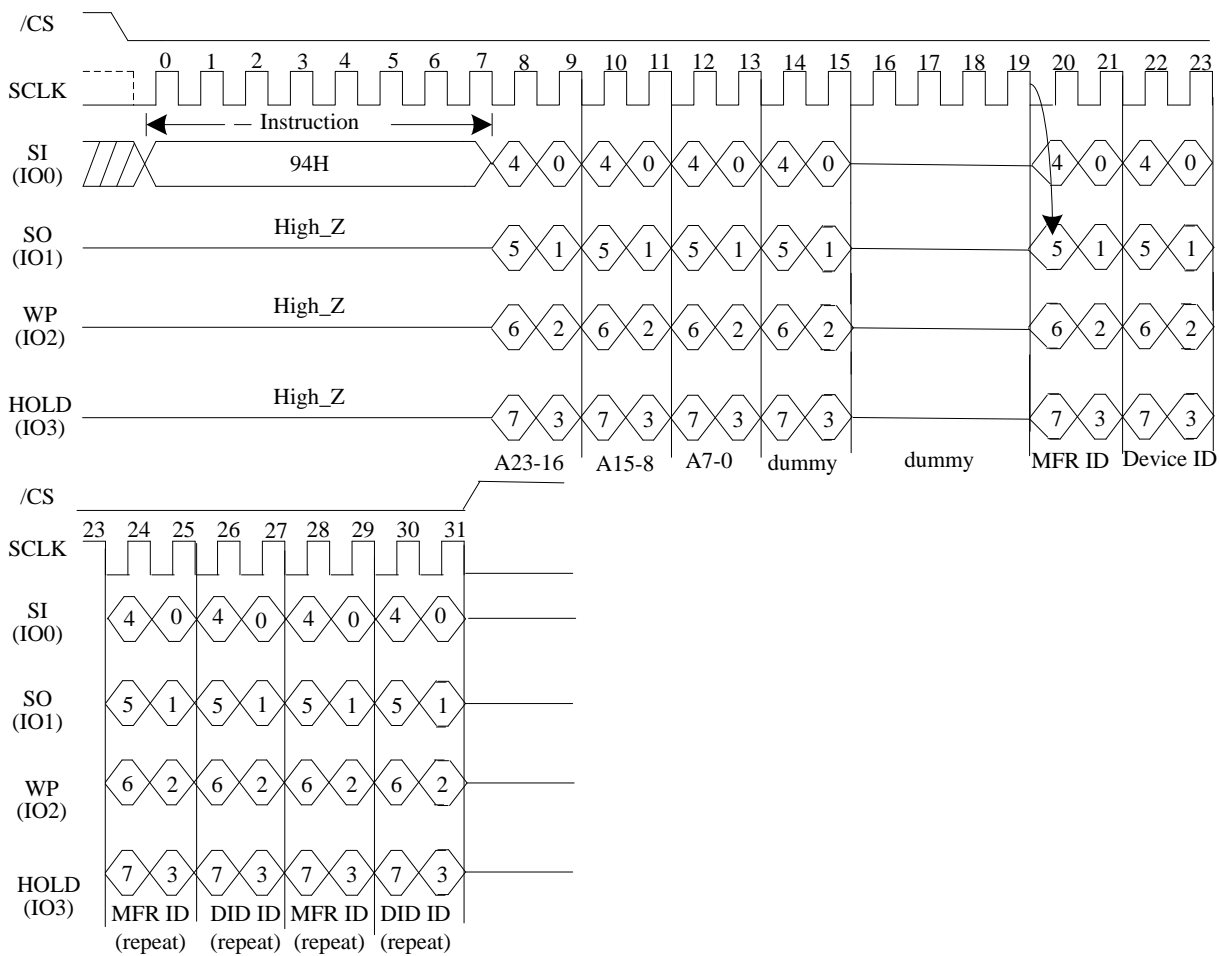 /CS
0 1 2 3 4 5 6 7 8 9 10 11 12 13 14 15 16 17 18 19 20 21 22 23
SCLK
Instruction
SI
(IO0)
94H
4 0 4 0 4 0 4 0 4 0 4 0
SO
(IO1)
High_Z
5 1 5 1 5 1 5 1 5 1 5 1
WP
(IO2)
High_Z
6 2 6 2 6 2 6 2 6 2 6 2
HOLD
(IO3)
High_Z
7 3 7 3 7 3 7 3 7 3 7 3
A23-16 A15-8 A7-0 dummy dummy MFR ID Device ID
/CS
23 24 25 26 27 28 29 30 31
SCLK
SI
(IO0)
4 0 4 0 4 0 4 0
SO
(IO1)
5 1 5 1 5 1 5 1
WP
(IO2)
6 2 6 2 6 2 6 2
HOLD
(IO3)
7 3 7 3 7 3 7 3
MFR ID DID ID MFR ID DID ID
(repeat) (repeat) (repeat) (repeat)